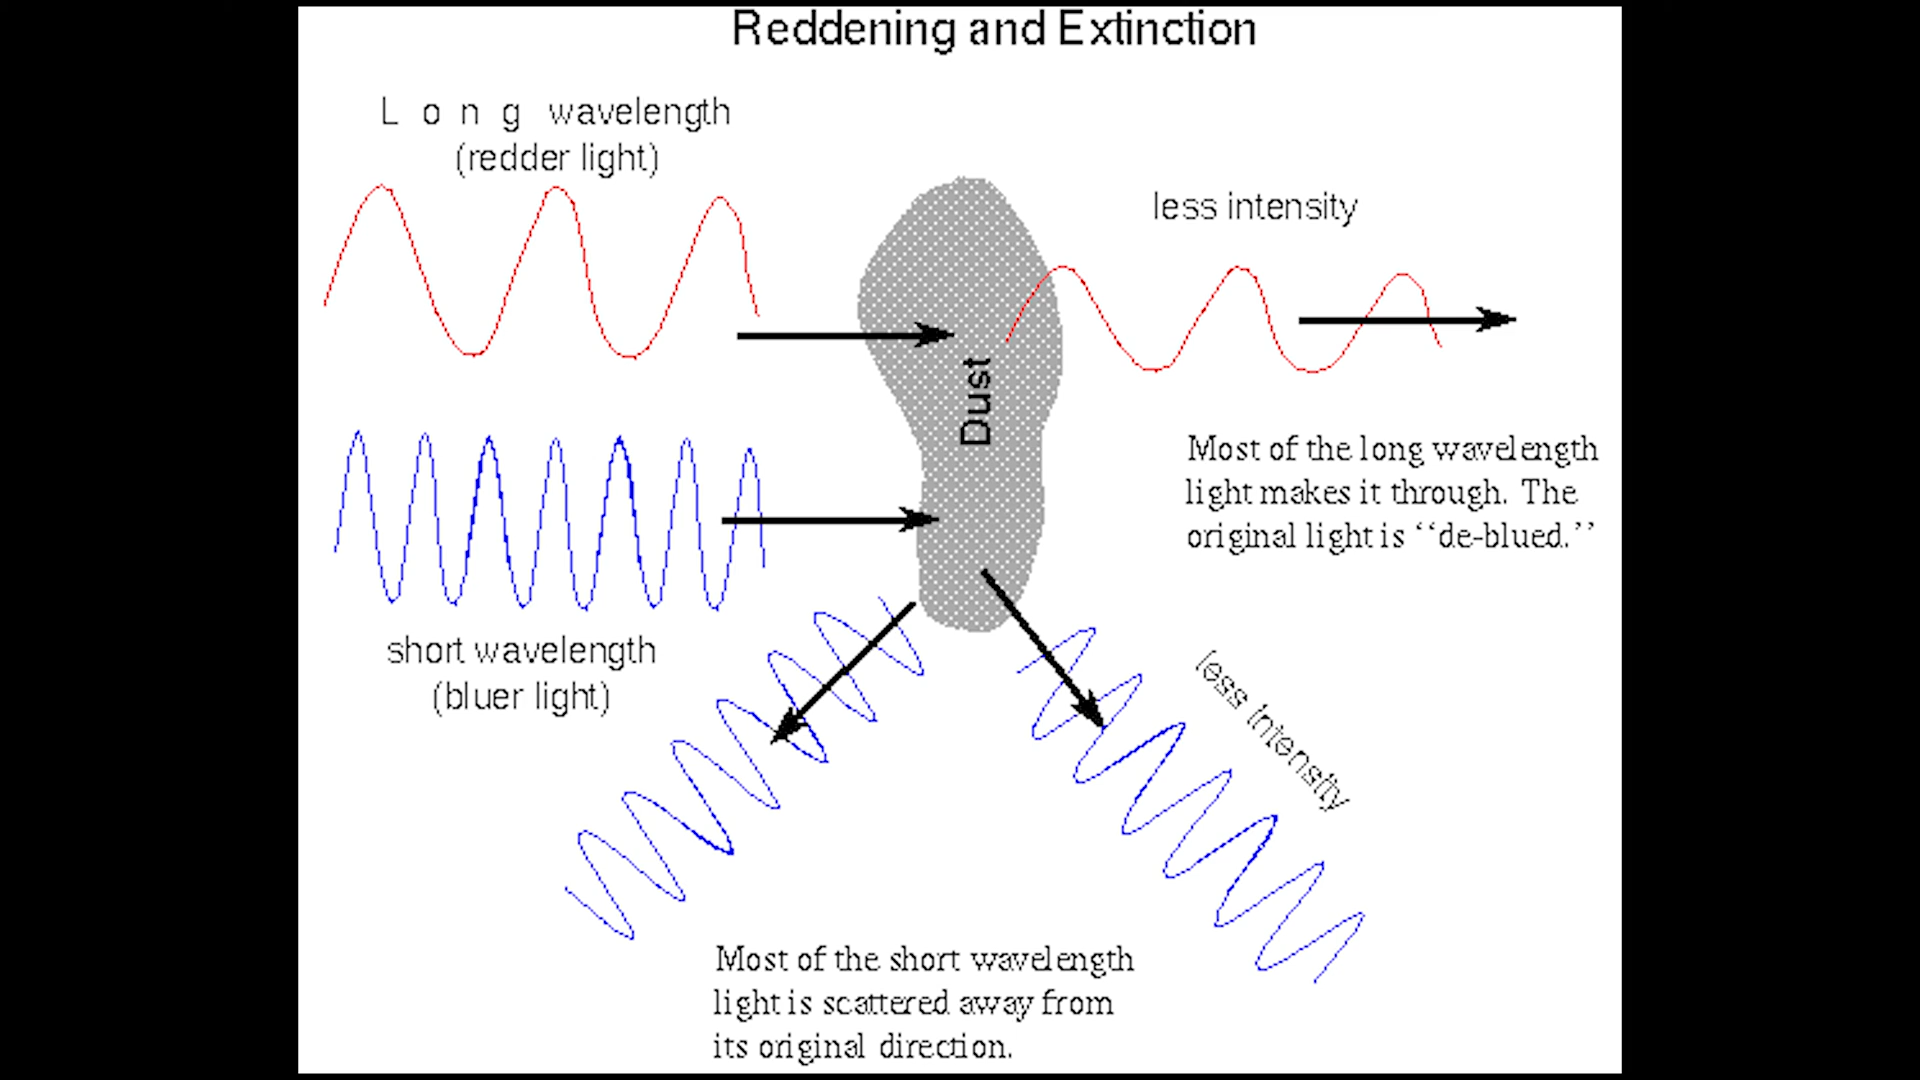 Reddening and Extinction
Long wavelength
(redder light)
less intensity
Dust
Most of the long wavelength
light makes it through. The
original light is ‘‘de-blued.’’
short wavelength
(bluer light)
less intensity
Most of the short wavelength
light is scattered away from
its original direction.